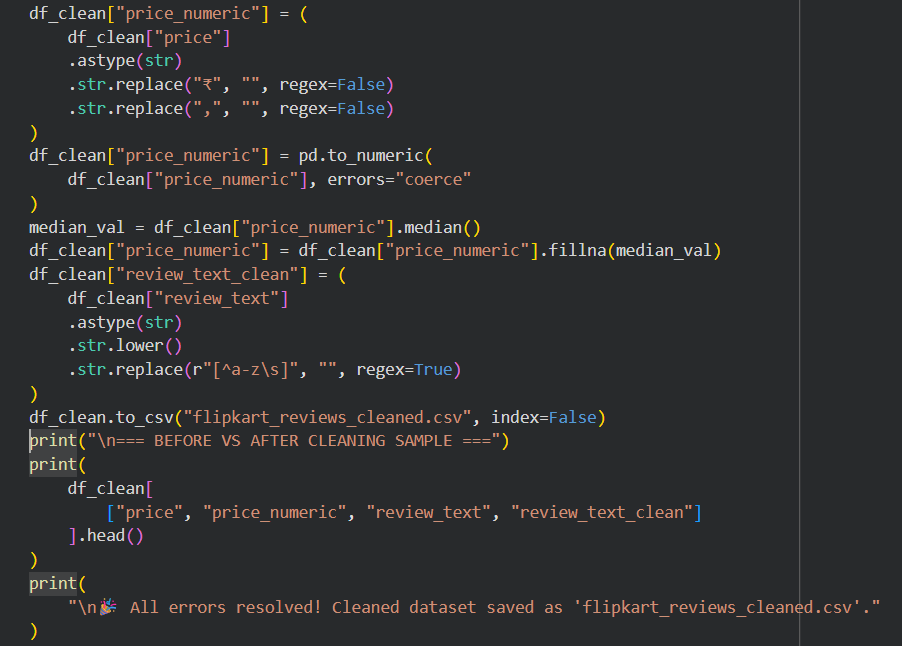 df_clean["price_numeric"] = (
    df_clean["price"]
    .astype(str)
    .str.replace("₹", "", regex=False)
    .str.replace(",", "", regex=False)
)
df_clean["price_numeric"] = pd.to_numeric(
    df_clean["price_numeric"], errors="coerce"
)
median_val = df_clean["price_numeric"].median()
df_clean["price_numeric"] = df_clean["price_numeric"].fillna(median_val)
df_clean["review_text_clean"] = (
    df_clean["review_text"]
    .astype(str)
    .str.lower()
    .str.replace(r"[^a-z\s]", "", regex=True)
)
df_clean.to_csv("flipkart_reviews_cleaned.csv", index=False)
print("\n=== BEFORE VS AFTER CLEANING SAMPLE ===")
print(
    df_clean[
        ["price", "price_numeric", "review_text", "review_text_clean"]
    ].head()
)
print(
    "\n🎉 All errors resolved! Cleaned dataset saved as 'flipkart_reviews_cleaned.csv'."
)